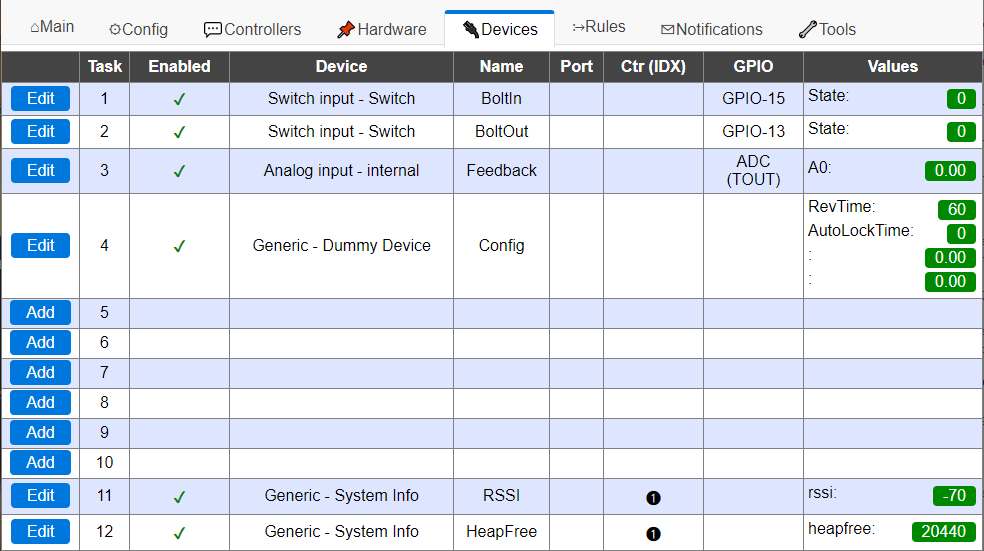 ⌂Main ⚙Config 💬Controllers 📌Hardware 🔌Devices Rules ✉Notifications 🔧Tools
Task Enabled Device Name Port Ctr (IDX) GPIO Values
Edit 1 ✓ Switch input - Switch BoltIn GPIO-15 State: 0
Edit 2 ✓ Switch input - Switch BoltOut GPIO-13 State: 0
Edit 3 ✓ Analog input - internal Feedback ADC (TOUT) A0: 0.00
Edit 4 ✓ Generic - Dummy Device Config RevTime: 60
AutoLockTime: 0
: 0.00
: 0.00
Add 5
Add 6
Add 7
Add 8
Add 9
Add 10
Edit 11 ✓ Generic - System Info RSSI ❶ rssi: -70
Edit 12 ✓ Generic - System Info HeapFree ❶ heapfree: 20440